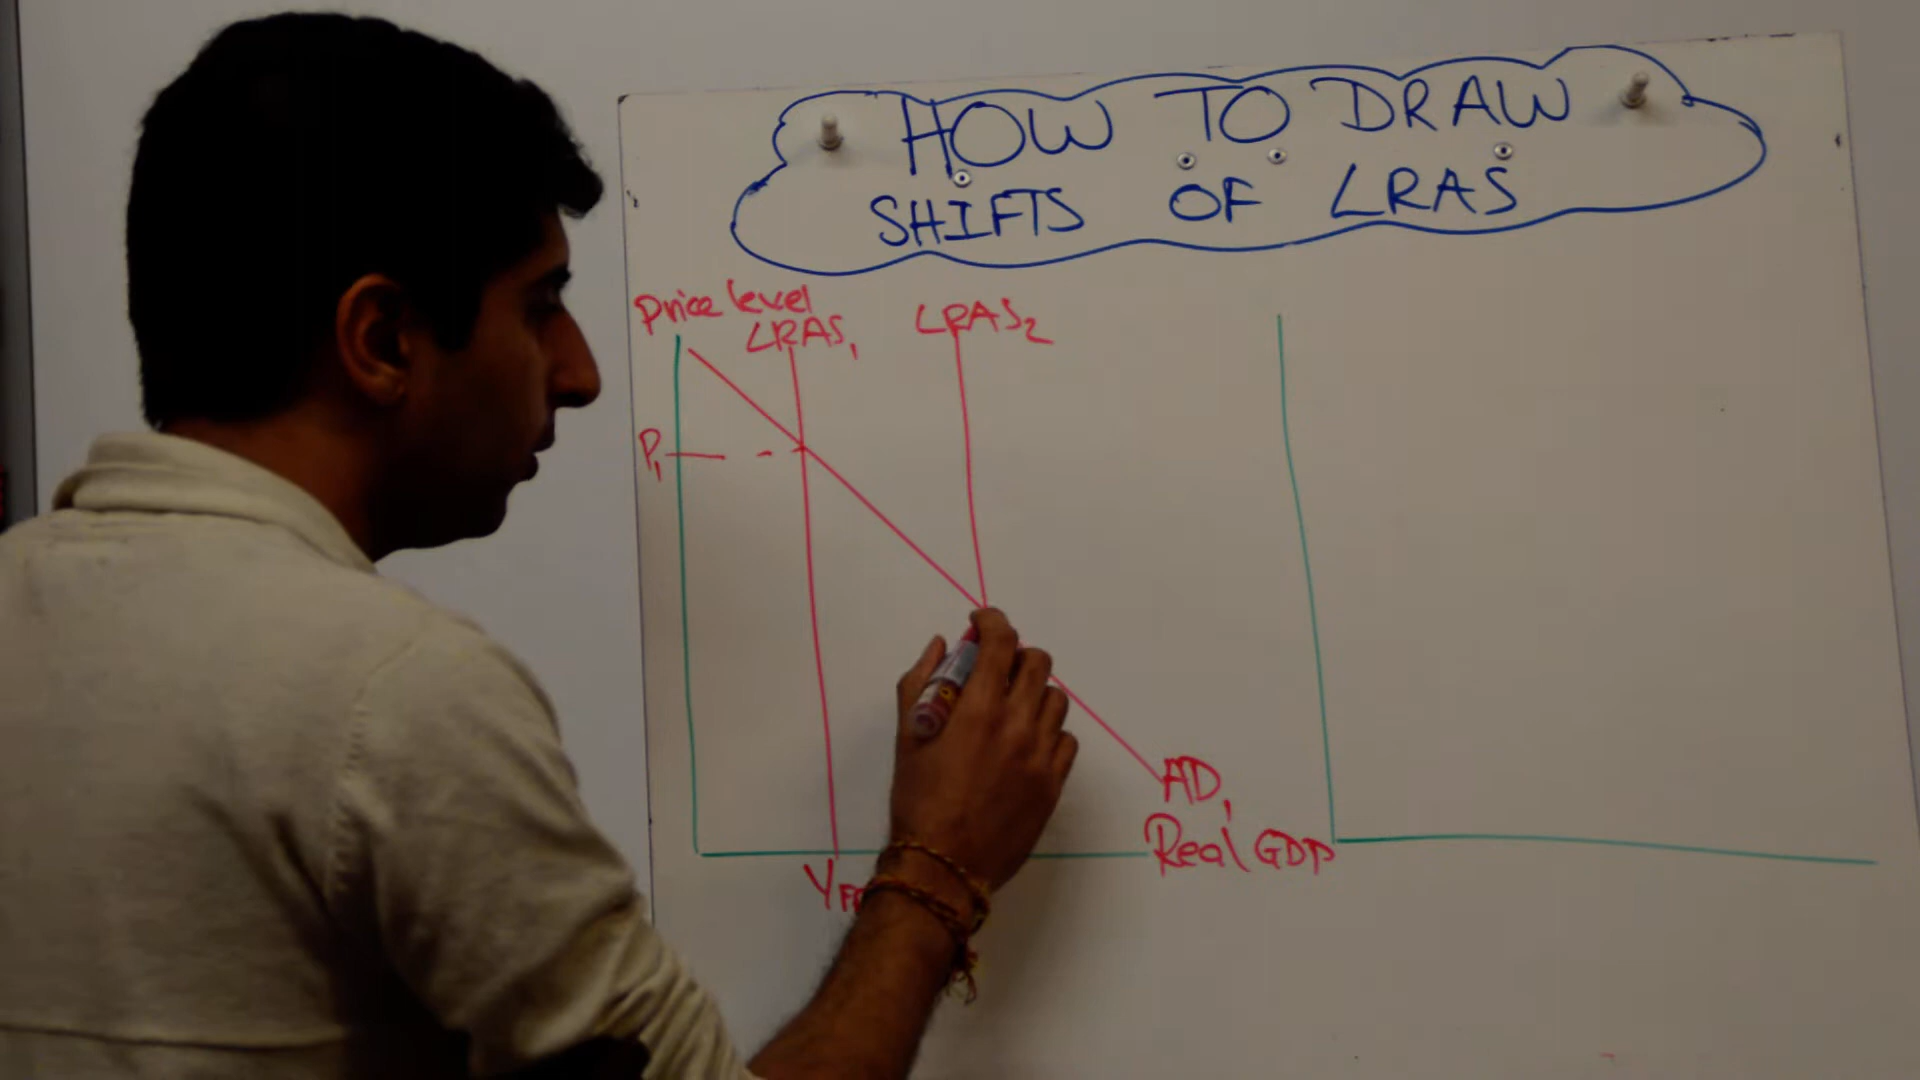 HOW TO DRAW
SHIFTS OF LRAS
Price level
LRAS₁
LRAS₂
P₁
AD₁
Real GDP